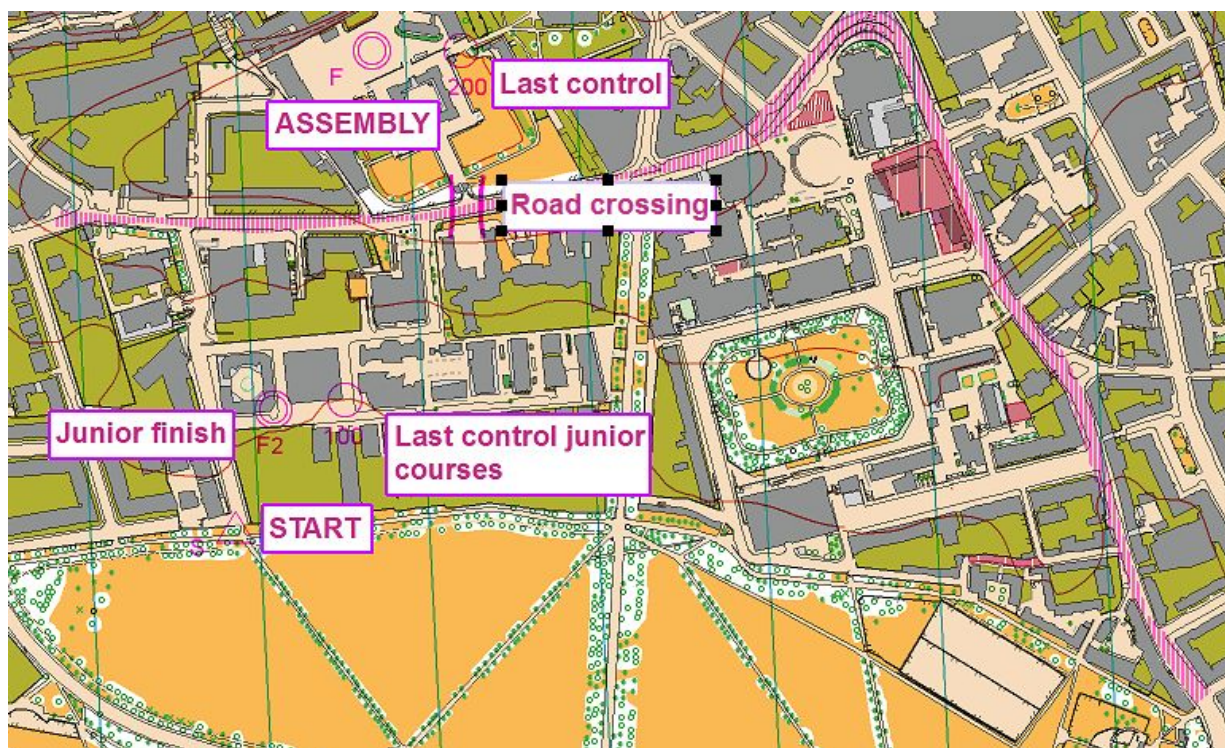 F
200
Last control
ASSEMBLY
Road crossing
Junior finish
F2
100
Last control junior
courses
START
S